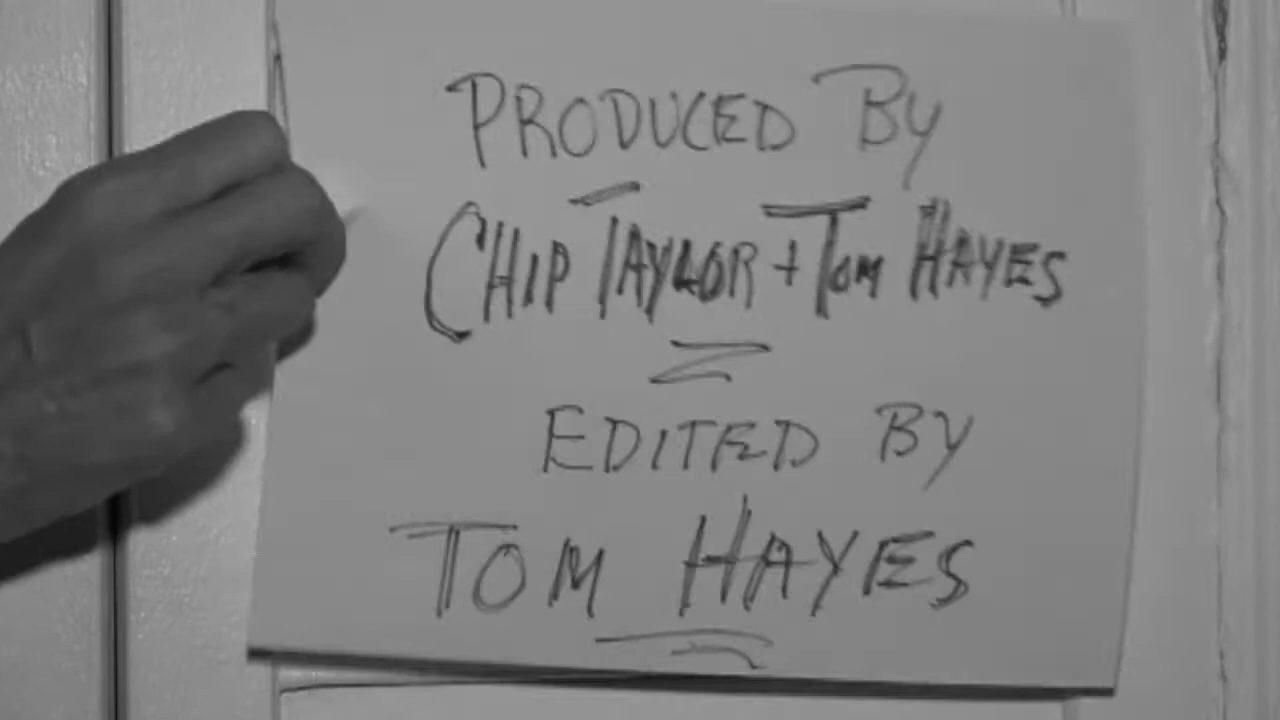 PRODUCED BY
CHIP TAYLOR + TOM HAYES
EDITED BY
TOM HAYES